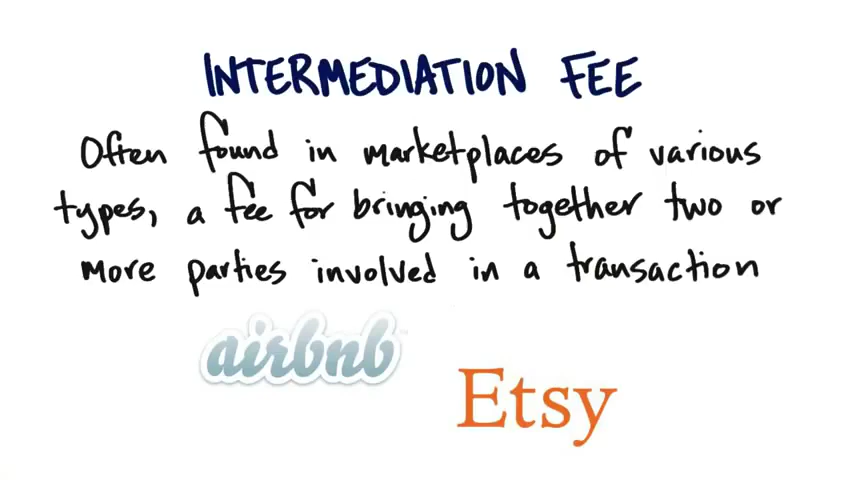 INTERMEDIATION FEE
Often found in marketplaces of various
types, a fee for bringing together two or
more parties involved in a transaction
airbnb
Etsy